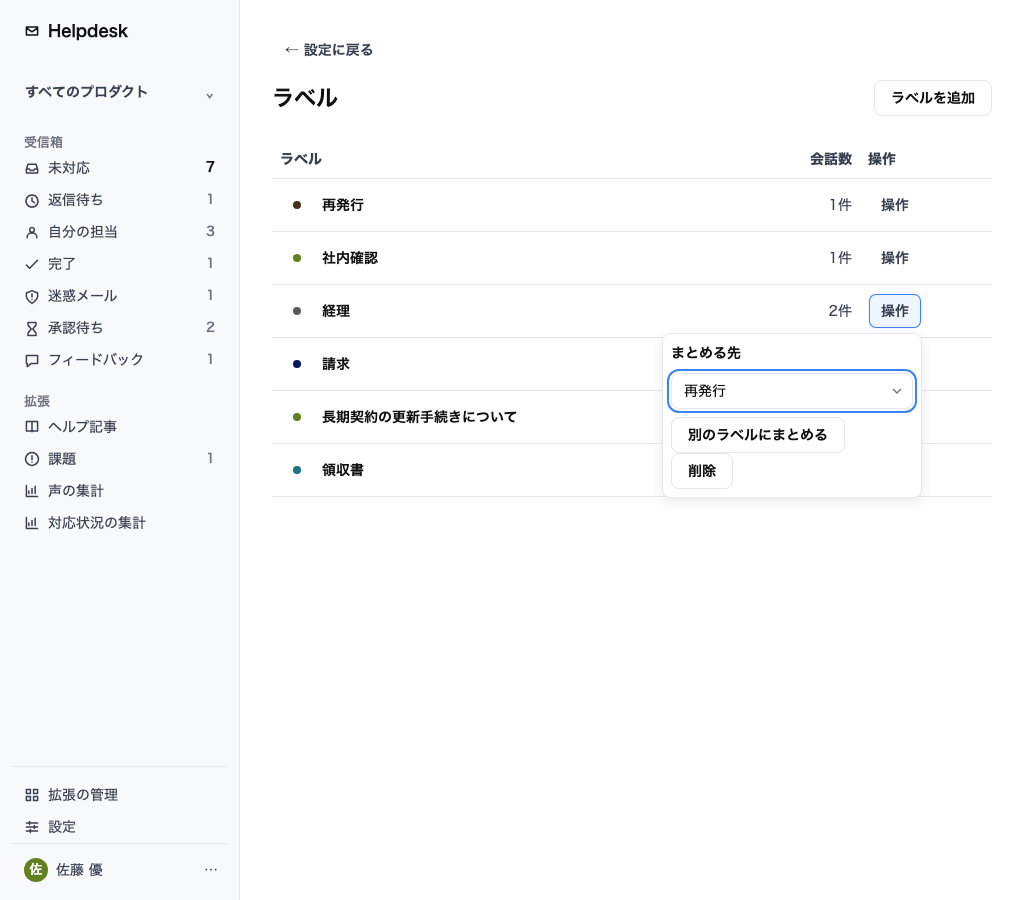 Helpdesk
すべてのプロダクト
受信箱
未対応 7
返信待ち 1
自分の担当 3
完了 1
迷惑メール 1
承認待ち 2
フィードバック 1
拡張
ヘルプ記事
課題 1
声の集計
対応状況の集計
拡張の管理
設定
佐 佐藤 優 …
← 設定に戻る
ラベル
ラベルを追加
ラベル 会話数 操作
再発行 1件 操作
社内確認 1件 操作
経理 2件 操作
請求
長期契約の更新手続きについて
領収書
まとめる先
再発行
別のラベルにまとめる
削除